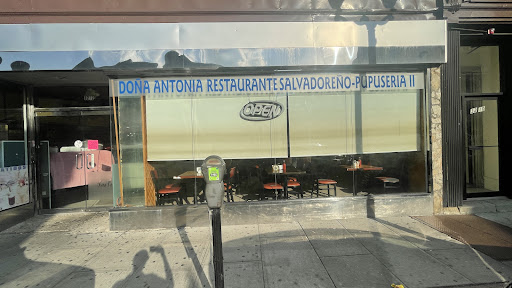 DONA ANTONIA RESTAURANTE SALVADOREÑO-PUPUSERIA II
OPEN